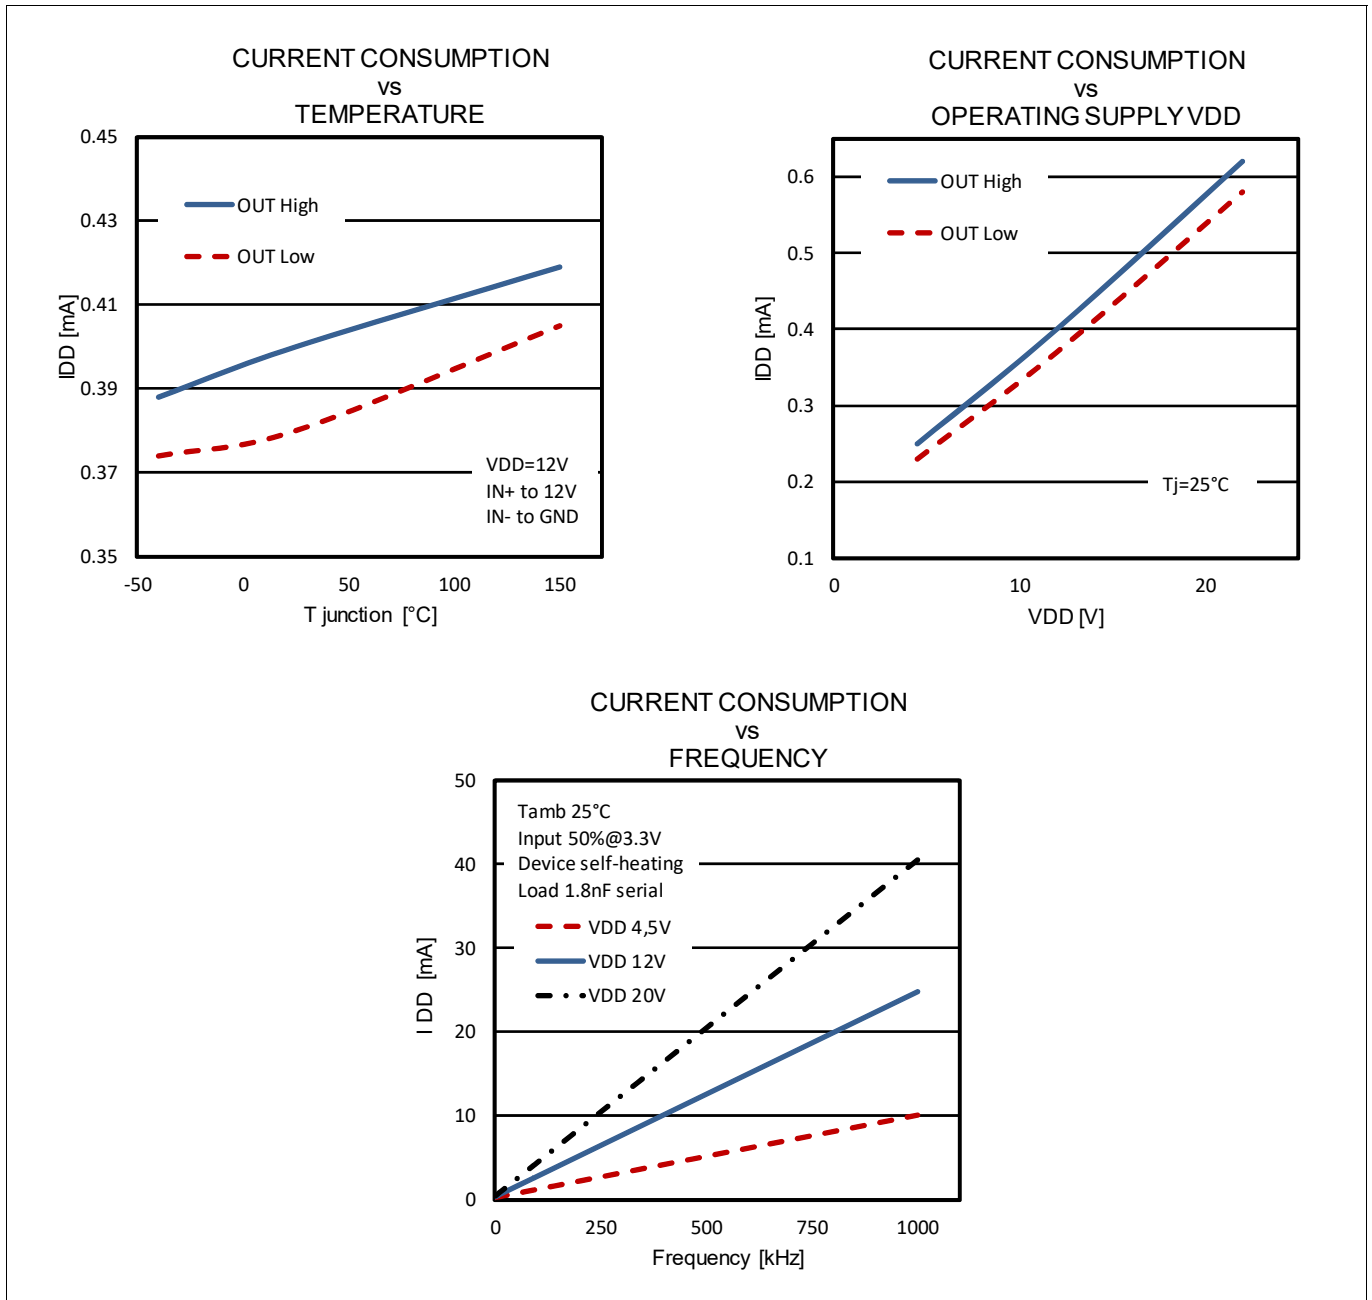 CURRENT CONSUMPTION
vs
TEMPERATURE
0.45
0.43
0.41
0.39
0.37
0.35
IDD [mA]
OUT High
OUT Low
VDD=12V
IN+ to 12V
IN- to GND
-50 0 50 100 150
T junction [°C]
CURRENT CONSUMPTION
vs
OPERATING SUPPLY VDD
0.6
0.5
0.4
0.3
0.2
0.1
IDD [mA]
OUT High
OUT Low
Tj=25°C
0 10 20
VDD [V]
CURRENT CONSUMPTION
vs
FREQUENCY
50
40
30
20
10
0
I DD [mA]
Tamb 25°C
Input 50%@3.3V
Device self-heating
Load 1.8nF serial
VDD 4,5V
VDD 12V
VDD 20V
0 250 500 750 1000
Frequency [kHz]